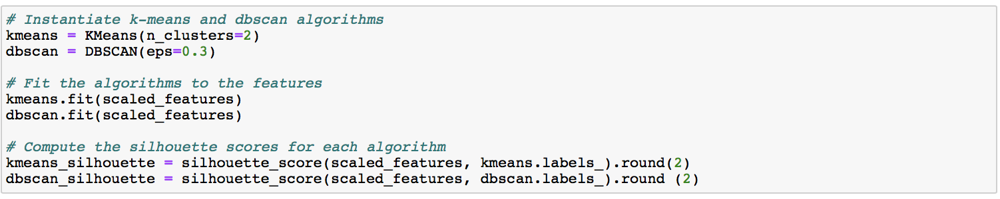 # Instantiate k-means and dbscan algorithms
kmeans = KMeans(n_clusters=2)
dbscan = DBSCAN(eps=0.3)
# Fit the algorithms to the features
kmeans.fit(scaled_features)
dbscan.fit(scaled_features)
# Compute the silhouette scores for each algorithm
kmeans_silhouette = silhouette_score(scaled_features, kmeans.labels_).round(2)
dbscan_silhouette = silhouette_score(scaled_features, dbscan.labels_).round (2)